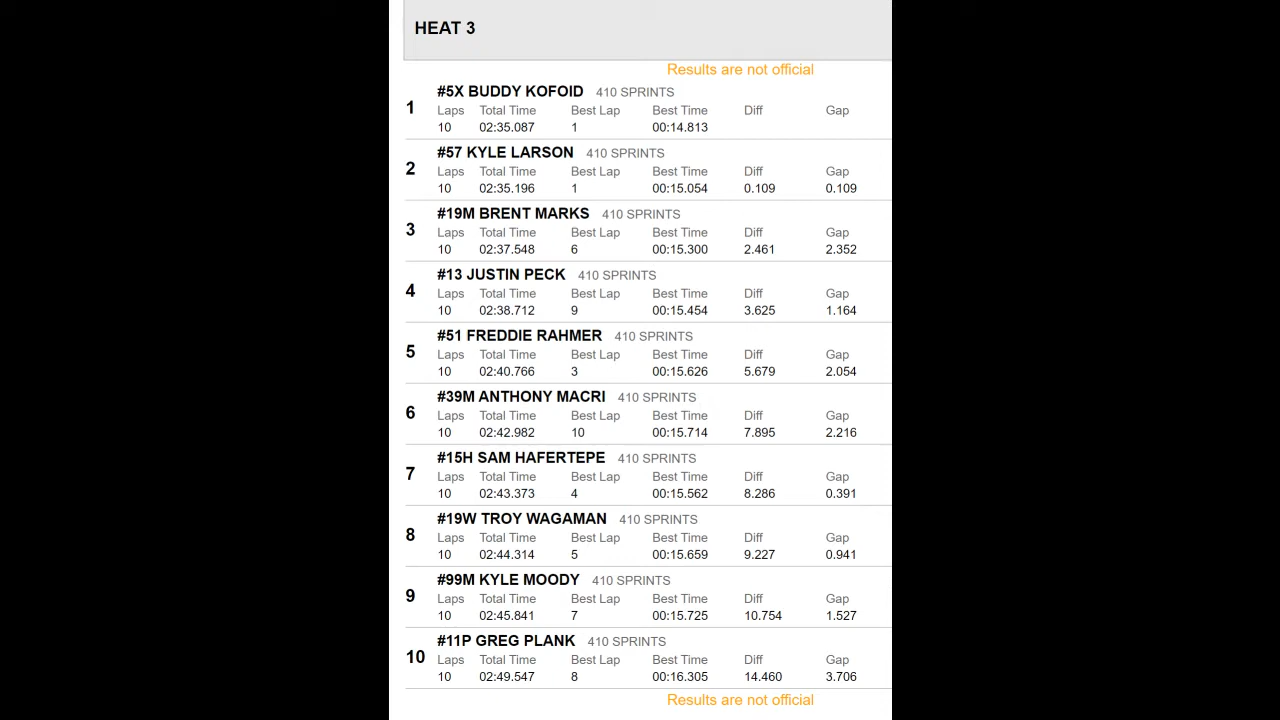 HEAT 3
Results are not official
1
#5X BUDDY KOFOID 410 SPRINTS
Laps Total Time Best Lap Best Time Diff Gap
10 02:35.087 1 00:14.813
2
#57 KYLE LARSON 410 SPRINTS
Laps Total Time Best Lap Best Time Diff Gap
10 02:35.196 1 00:15.054 0.109 0.109
3
#19M BRENT MARKS 410 SPRINTS
Laps Total Time Best Lap Best Time Diff Gap
10 02:37.548 6 00:15.300 2.461 2.352
4
#13 JUSTIN PECK 410 SPRINTS
Laps Total Time Best Lap Best Time Diff Gap
10 02:38.712 9 00:15.454 3.625 1.164
5
#51 FREDDIE RAHMER 410 SPRINTS
Laps Total Time Best Lap Best Time Diff Gap
10 02:40.766 3 00:15.626 5.679 2.054
6
#39M ANTHONY MACRI 410 SPRINTS
Laps Total Time Best Lap Best Time Diff Gap
10 02:42.982 10 00:15.714 7.895 2.216
7
#15H SAM HAFERTEPE 410 SPRINTS
Laps Total Time Best Lap Best Time Diff Gap
10 02:43.373 4 00:15.562 8.286 0.391
8
#19W TROY WAGAMAN 410 SPRINTS
Laps Total Time Best Lap Best Time Diff Gap
10 02:44.314 5 00:15.659 9.227 0.941
9
#99M KYLE MOODY 410 SPRINTS
Laps Total Time Best Lap Best Time Diff Gap
10 02:45.841 7 00:15.725 10.754 1.527
10
#11P GREG PLANK 410 SPRINTS
Laps Total Time Best Lap Best Time Diff Gap
10 02:49.547 8 00:16.305 14.460 3.706
Results are not official